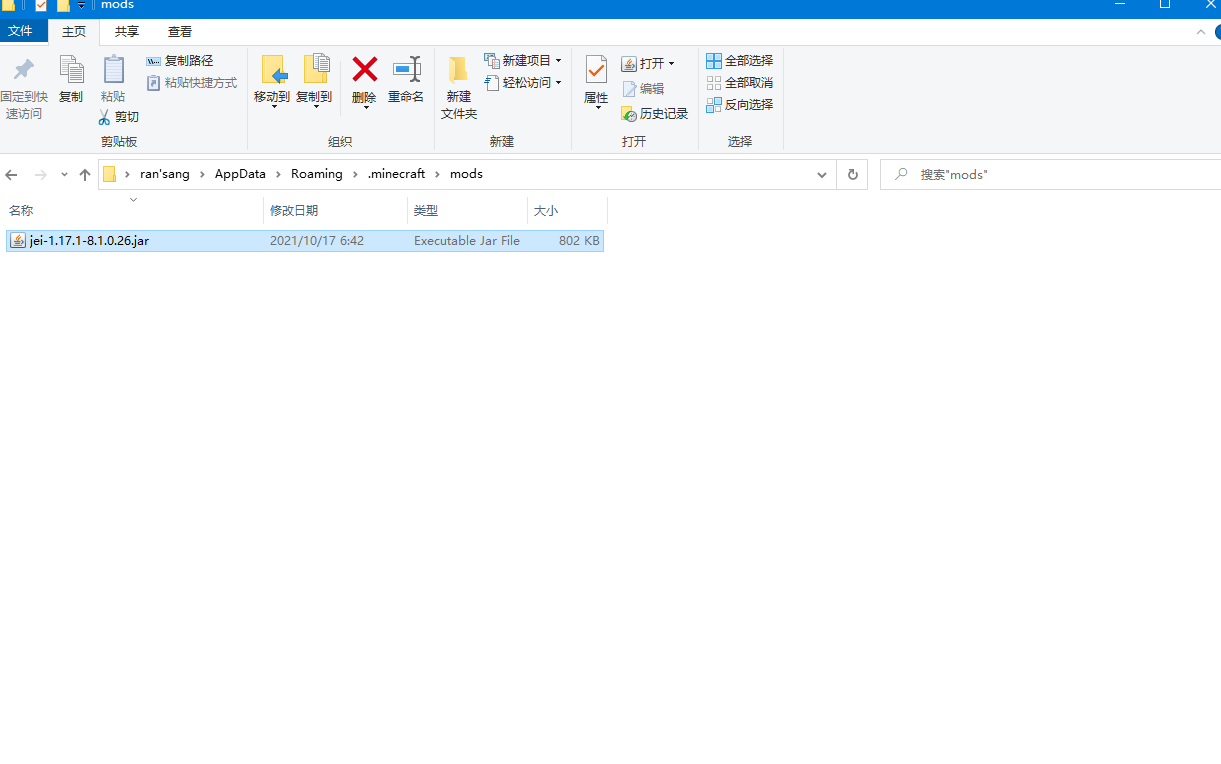 mods
文件 主页 共享 查看
固定到快速访问
复制
粘贴
复制路径
粘贴快捷方式
剪切
剪贴板
移动到 复制到 删除 重命名
组织
新建
文件夹
新建项目
轻松访问
新建
属性
打开
编辑
历史记录
打开
全部选择
全部取消
反向选择
选择
ran'sang › AppData › Roaming › .minecraft › mods
搜索"mods"
名称 修改日期 类型 大小
jei-1.17.1-8.1.0.26.jar 2021/10/17 6:42 Executable Jar File 802 KB